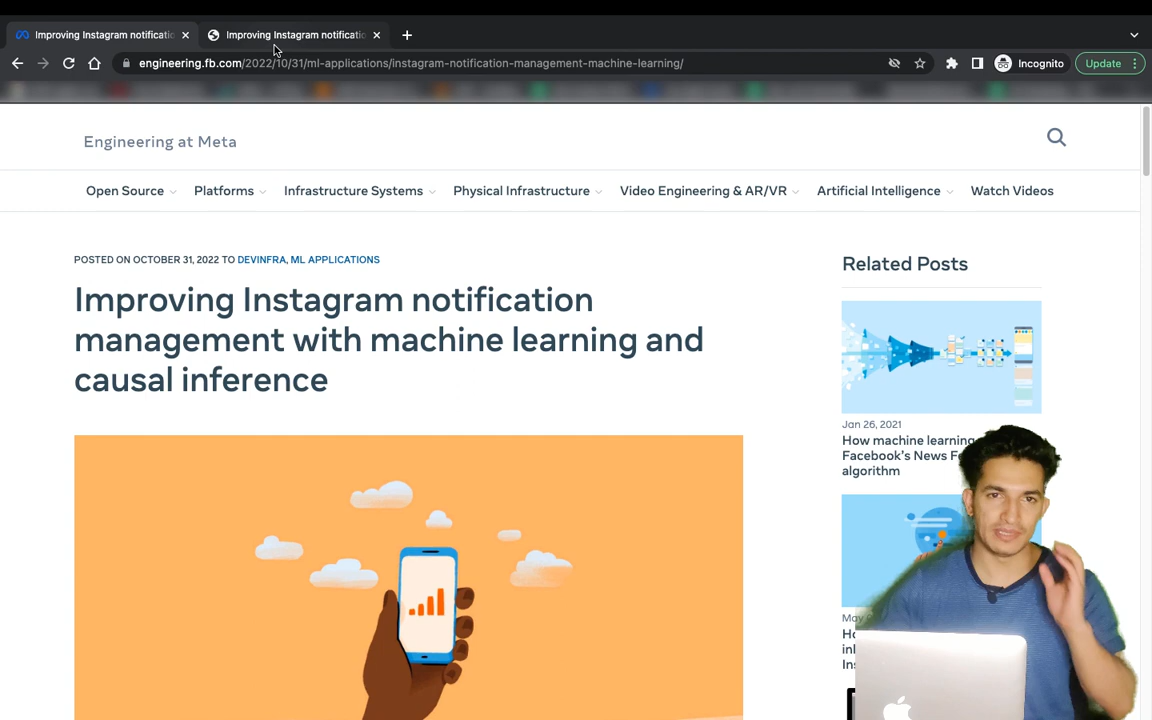 Improving Instagram notificatio
Improving Instagram notificatio
engineering.fb.com/2022/10/31/ml-applications/instagram-notification-management-machine-learning/
Incognito
Update
Engineering at Meta
Open Source
Platforms
Infrastructure Systems
Physical Infrastructure
Video Engineering & AR/VR
Artificial Intelligence
Watch Videos
POSTED ON OCTOBER 31, 2022 TO DEVINFRA, ML APPLICATIONS
Improving Instagram notification
management with machine learning and
causal inference
Related Posts
Jan 26, 2021
How machine learning
Facebook's News Fe
algorithm